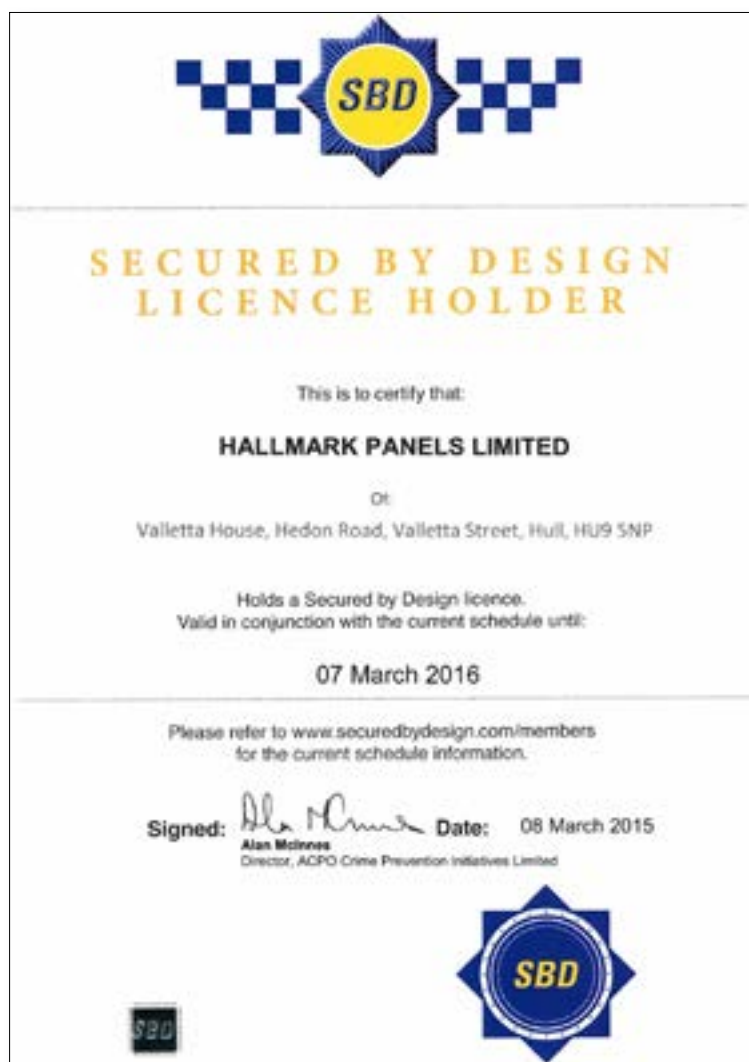 SBD
SECURED BY DESIGN
LICENCE HOLDER
This is to certify that:
HALLMARK PANELS LIMITED
Of:
Valletta House, Hedon Road, Valletta Street, Hull, HU9 5NP
Holds a Secured by Design licence.
Valid in conjunction with the current schedule until:
07 March 2016
Please refer to www.securedbydesign.com/members
for the current schedule information.
Signed: Date: 08 March 2015
Alan McInnes
Director, ACPO Crime Prevention Initiatives Limited
SBD
SBD